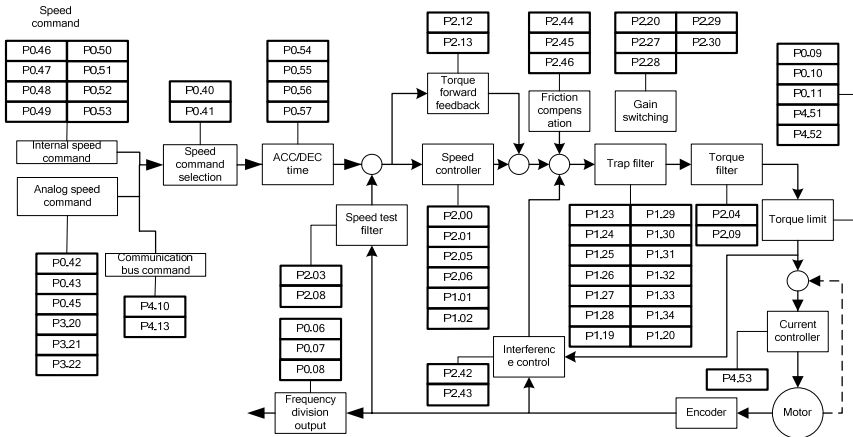 Speed
command
P0.46 P0.50
P0.47 P0.51
P0.48 P0.52
P0.49 P0.53
Internal speed
command
Analog speed
command
P0.42
P0.43
P0.45
P3.20
P3.21
P3.22
Communication
bus command
P4.10
P4.13
P0.40
P0.41
Speed
command
selection
P0.54
P0.55
P0.56
P0.57
ACC/DEC
time
Speed test
filter
P2.03
P2.08
P0.06
P0.07
P0.08
Frequency
division
output
P2.12
P2.13
Torque
forward
feedback
Speed
controller
P2.00
P2.01
P2.05
P2.06
P1.01
P1.02
P2.42
P2.43
Interferenc
e control
P2.44
P2.45
P2.46
Friction
compens
ation
P2.20 P2.29
P2.27 P2.30
P2.28
Gain
switching
Trap filter
P1.23 P1.29
P1.24 P1.30
P1.25 P1.31
P1.26 P1.32
P1.27 P1.33
P1.28 P1.34
P1.19 P1.20
Torque
filter
P2.04
P2.09
P0.09
P0.10
P0.11
P4.51
P4.52
Torque limit
Current
controller
P4.53
Encoder
Motor